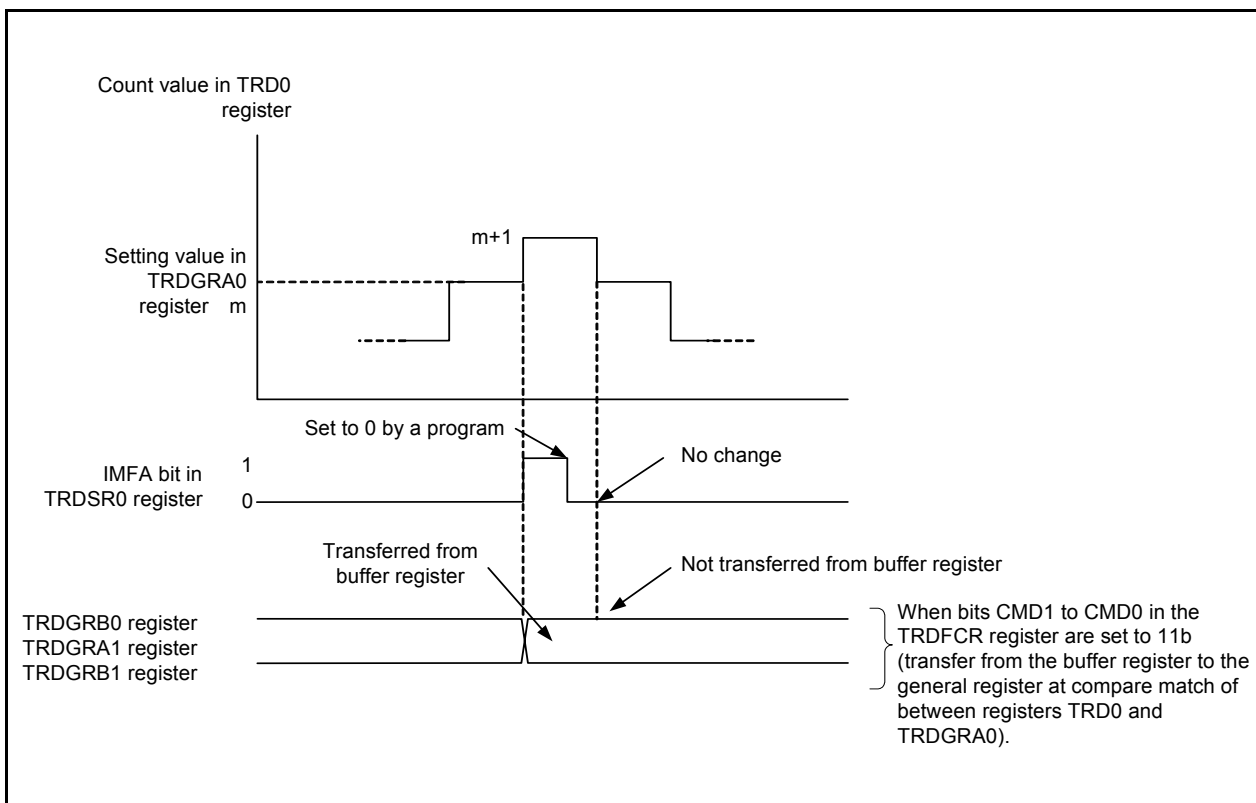 Count value in TRD0
register
m+1
Setting value in
TRDGRA0
register m
Set to 0 by a program
No change
IMFA bit in
TRDSR0 register
1
0
Transferred from
buffer register
Not transferred from buffer register
TRDGRB0 register
TRDGRA1 register
TRDGRB1 register
When bits CMD1 to CMD0 in the
TRDFCR register are set to 11b
(transfer from the buffer register to the
general register at compare match of
between registers TRD0 and
TRDGRA0).